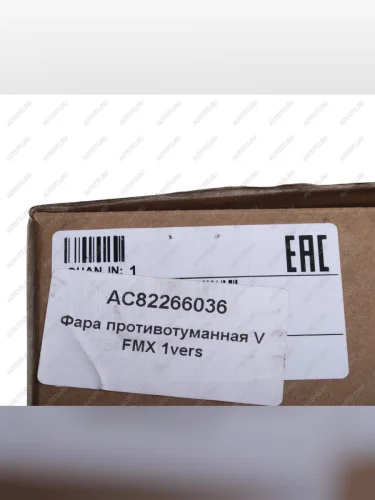 EAC
QUAN IN: 1
AC82266036
Фара противотуманная V
FMX 1vers